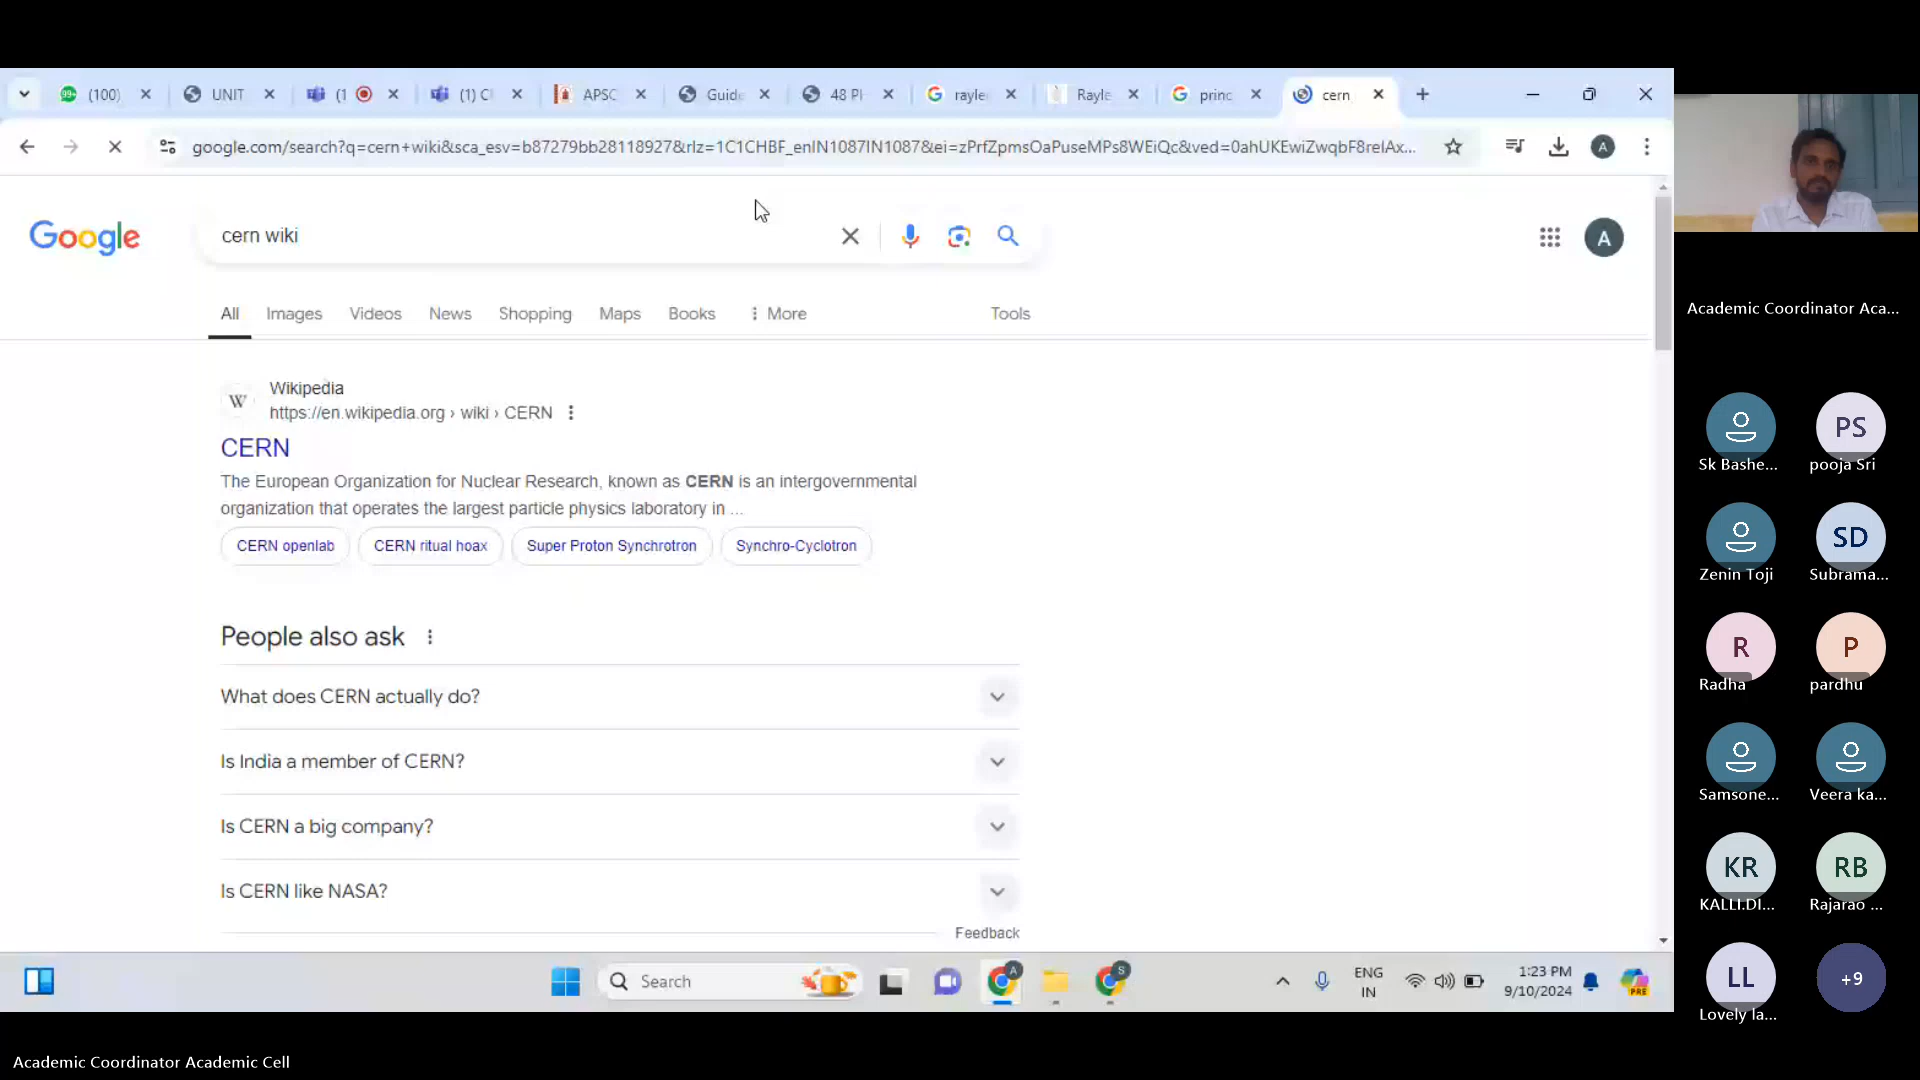 (100)
UNIT
(1
(1) C
APSC
Guide
48 Pl
rayle
Rayle
princ
cern
google.com/search?q=cern+wiki&sca_esv=b87279bb28118927&rlz=1C1CHBF_enIN1087IN1087&ei=zPrfZpmsOaPuseMPs8WEiQc&ved=0ahUKEwiZwqbF8relAx...
A
Google
cern wiki
A
All
Images
Videos
News
Shopping
Maps
Books
More
Tools
W
Wikipedia
https://en.wikipedia.org › wiki › CERN
CERN
The European Organization for Nuclear Research, known as CERN is an intergovernmental
organization that operates the largest particle physics laboratory in ...
CERN openlab
CERN ritual hoax
Super Proton Synchrotron
Synchro-Cyclotron
People also ask
What does CERN actually do?
Is India a member of CERN?
Is CERN a big company?
Is CERN like NASA?
Feedback
Search
A
S
ENG
IN
1:23 PM
9/10/2024
PRE
Academic Coordinator Aca...
Sk Bashe...
PS
pooja Sri
Zenin Toji
SD
Subrama...
R
Radha
P
pardhu
Samsone...
Veera ka...
KR
KALLI.DI...
RB
Rajarao ...
LL
Lovely la...
+9
Academic Coordinator Academic Cell